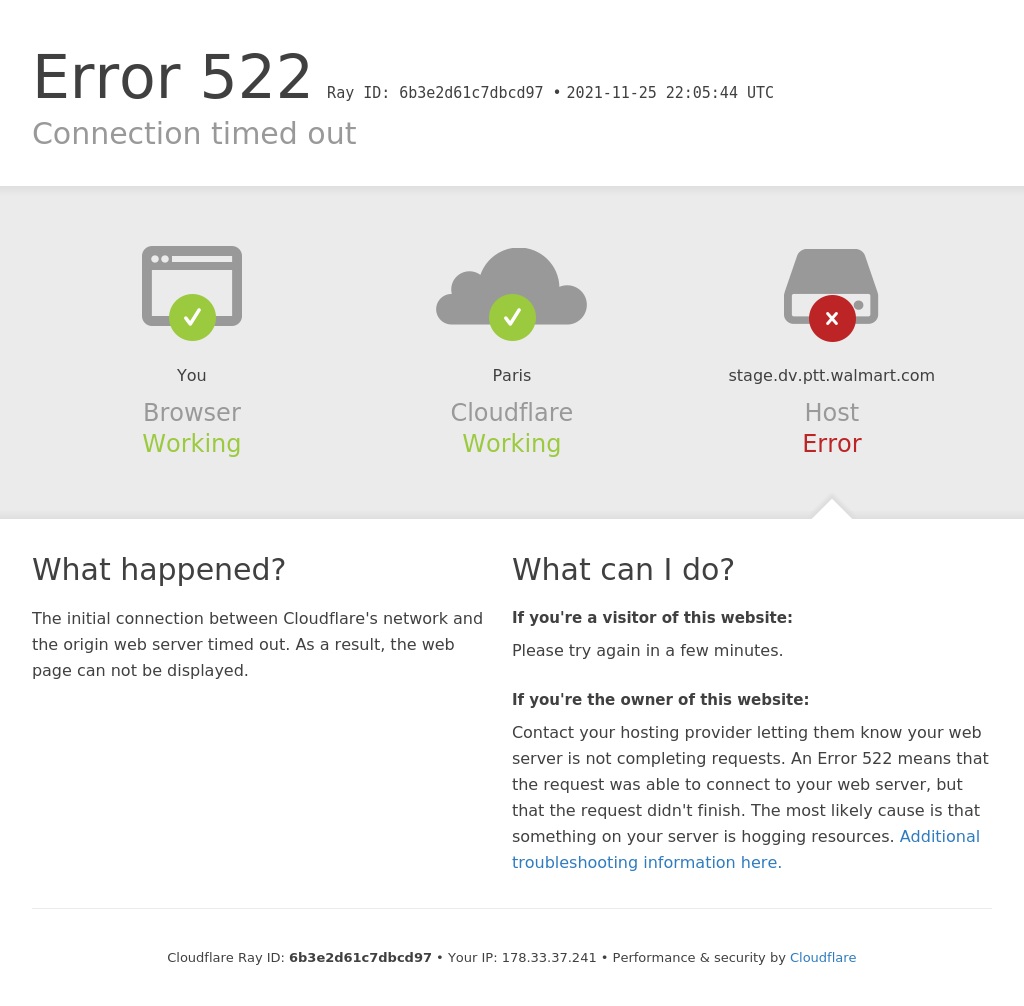 Error 522 Ray ID: 6b3e2d61c7dbcd97 • 2021-11-25 22:05:44 UTC
Connection timed out
You
Browser
Working
Paris
Cloudflare
Working
stage.dv.ptt.walmart.com
Host
Error
What happened?
The initial connection between Cloudflare's network and
the origin web server timed out. As a result, the web
page can not be displayed.
What can I do?
If you're a visitor of this website:
Please try again in a few minutes.
If you're the owner of this website:
Contact your hosting provider letting them know your web
server is not completing requests. An Error 522 means that
the request was able to connect to your web server, but
that the request didn't finish. The most likely cause is that
something on your server is hogging resources. Additional
troubleshooting information here.
Cloudflare Ray ID: 6b3e2d61c7dbcd97 • Your IP: 178.33.37.241 • Performance & security by Cloudflare